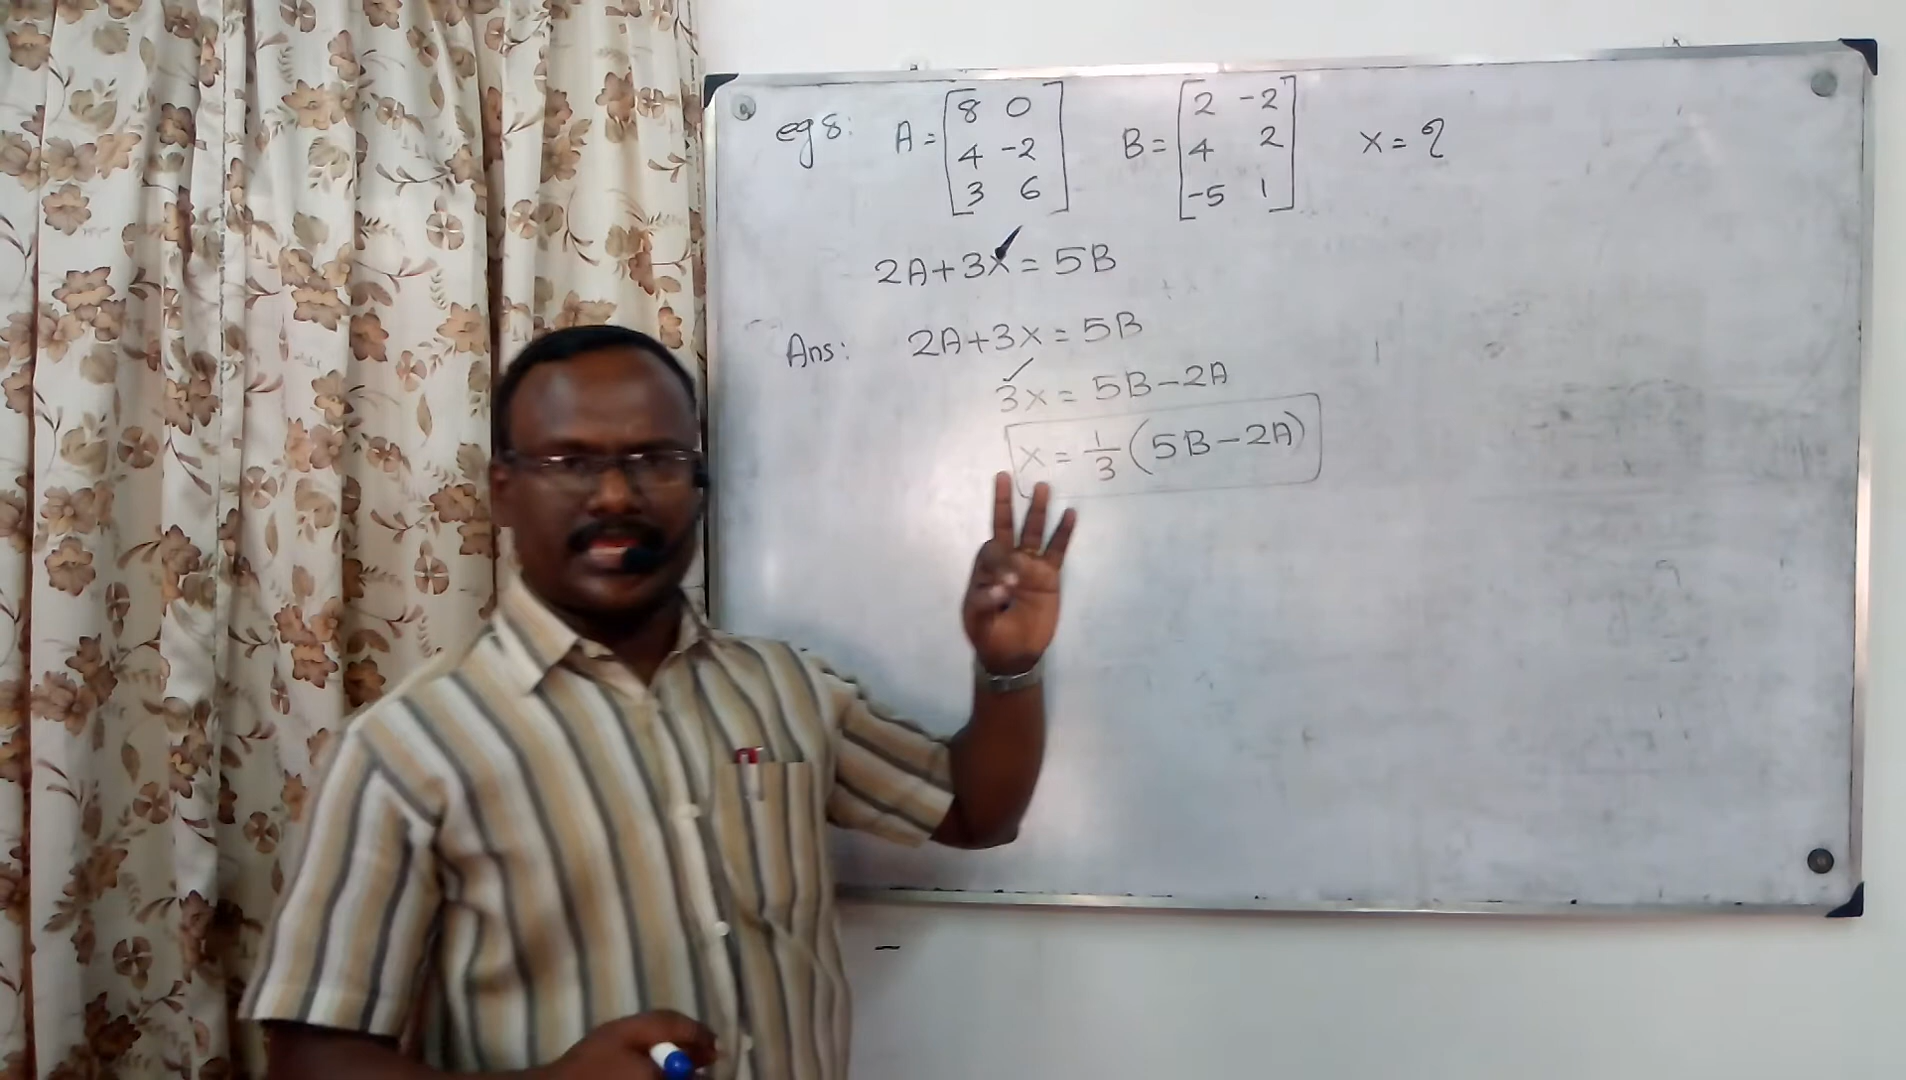 eg 8: A = [8 0 B = [2 -2 x = ?
4 -2 4 2
3 6] -5 1]
2A+3x = 5B
Ans: 2A+3x = 5B
3x = 5B-2A
x = 1/3 (5B-2A)